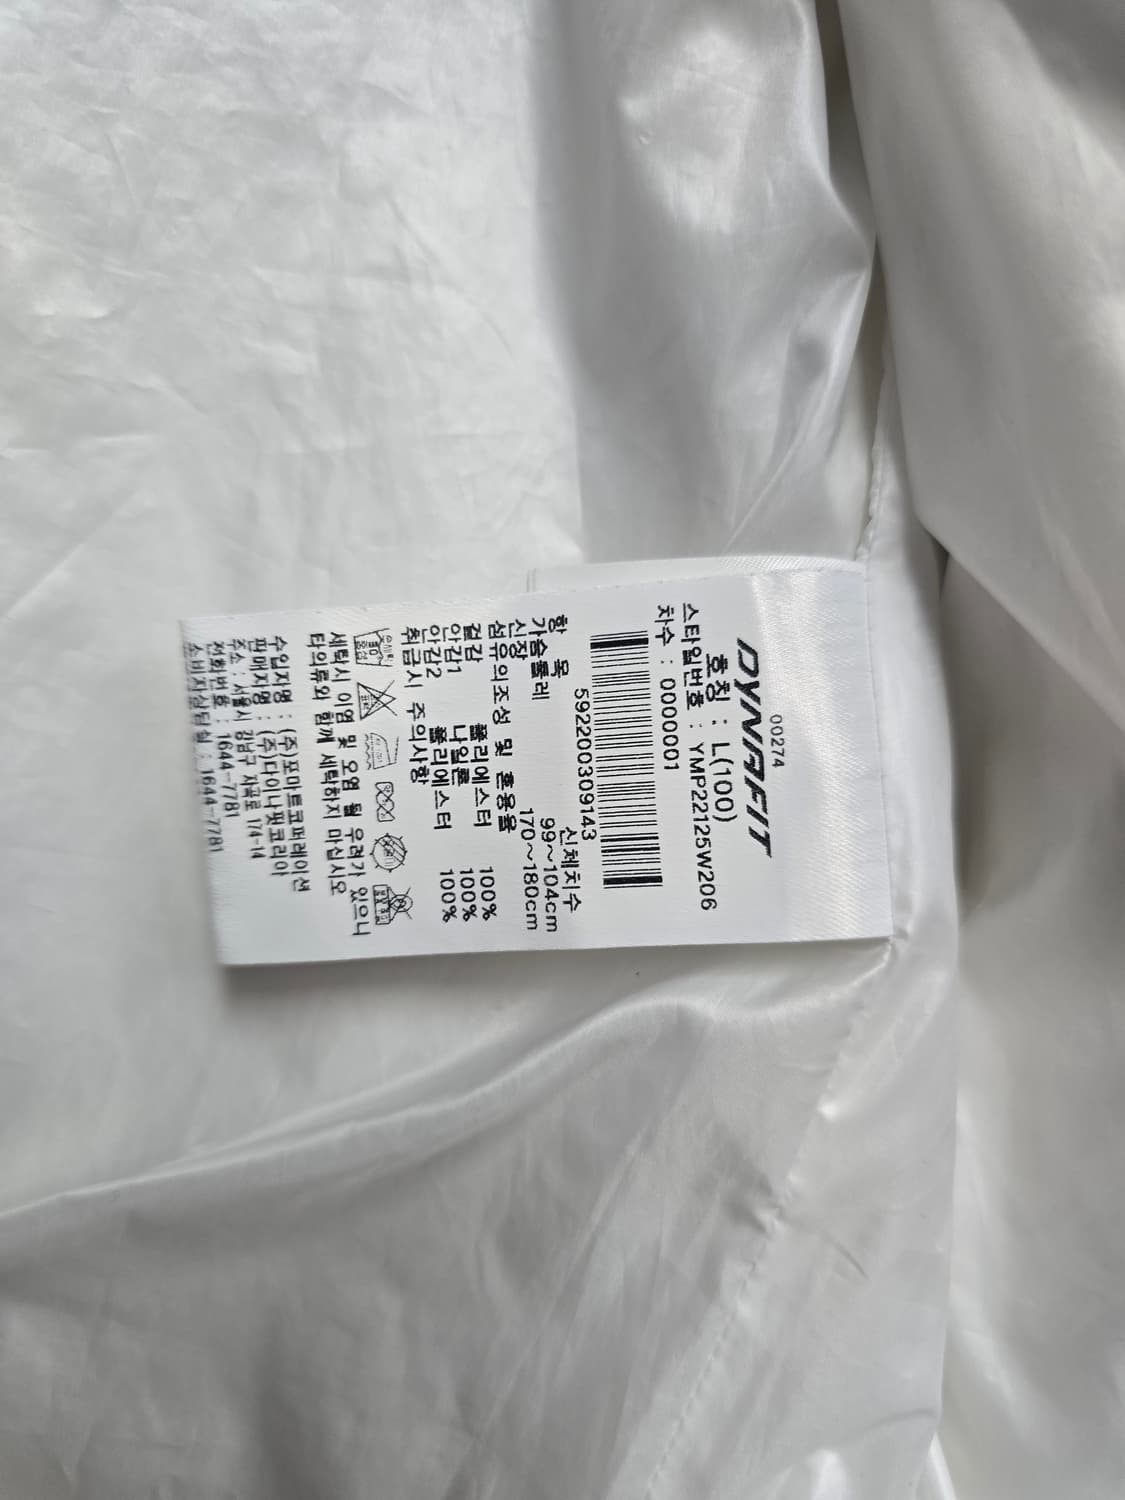 00274
DYNAFIT
호칭 : L(100)
스타일번호 : YMP22125W206
차수 : 0000001
592200309143
항 목 신체치수
가슴둘레 99~104cm
신장 170~180cm
섬유의조성 및 혼용율
겉감 폴리에스터 100%
안감1 나일론 100%
안감2 폴리에스터 100%
취급시 주의사항
세탁시 이염 및 오염 될 우려가 있으니
타의류와 함께 세탁하지 마십시오
수입자명 : (주)포마트코퍼레이션
판매자명 : (주)다이나핏코리아
주소 : 서울시 강남구 자곡로 174-14
전화번호 : 1644-7781
소비자상담실 : 1644-7781